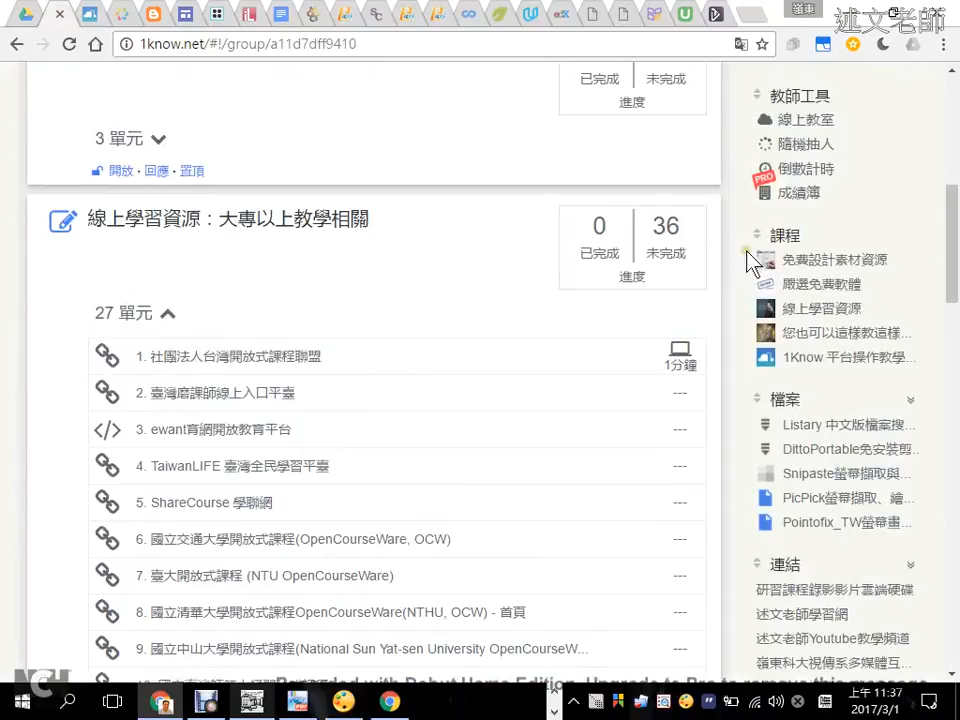 述文老師
1know.net/#!/group/a11d7dff9410
已完成 未完成
進度
3 單元
開放・回應・置頂
線上學習資源：大專以上教學相關
0 36
已完成 未完成
進度
27 單元
1. 社團法人台灣開放式課程聯盟
1分鐘
2. 臺灣磨課師線上入口平臺
---
3. ewant育網開放教育平台
---
4. TaiwanLIFE 臺灣全民學習平臺
---
5. ShareCourse 學聯網
---
6. 國立交通大學開放式課程(OpenCourseWare, OCW)
---
7. 臺大開放式課程 (NTU OpenCourseWare)
---
8. 國立清華大學開放式課程OpenCourseWare(NTHU, OCW) - 首頁
---
9. 國立中山大學開放式課程(National Sun Yat-sen University OpenCourseW...
---
教師工具
線上教室
隨機抽人
倒數計時
PRO
成績簿
課程
免費設計素材資源
嚴選免費軟體
線上學習資源
您也可以這樣教這樣...
1Know 平台操作教學...
檔案
Listary 中文版檔案搜...
DittoPortable免安裝剪...
Snipaste螢幕擷取與...
PicPick螢幕擷取、繪...
Pointofix_TW螢幕畫...
連結
研習課程錄影影片雲端硬碟
述文老師學習網
述文老師Youtube教學頻道
嶺東科大視傳系多媒體互...
NCH
Recorded with Debut Home Edition. Upgrade to Pro to remove this message
上午 11:37
2017/3/1